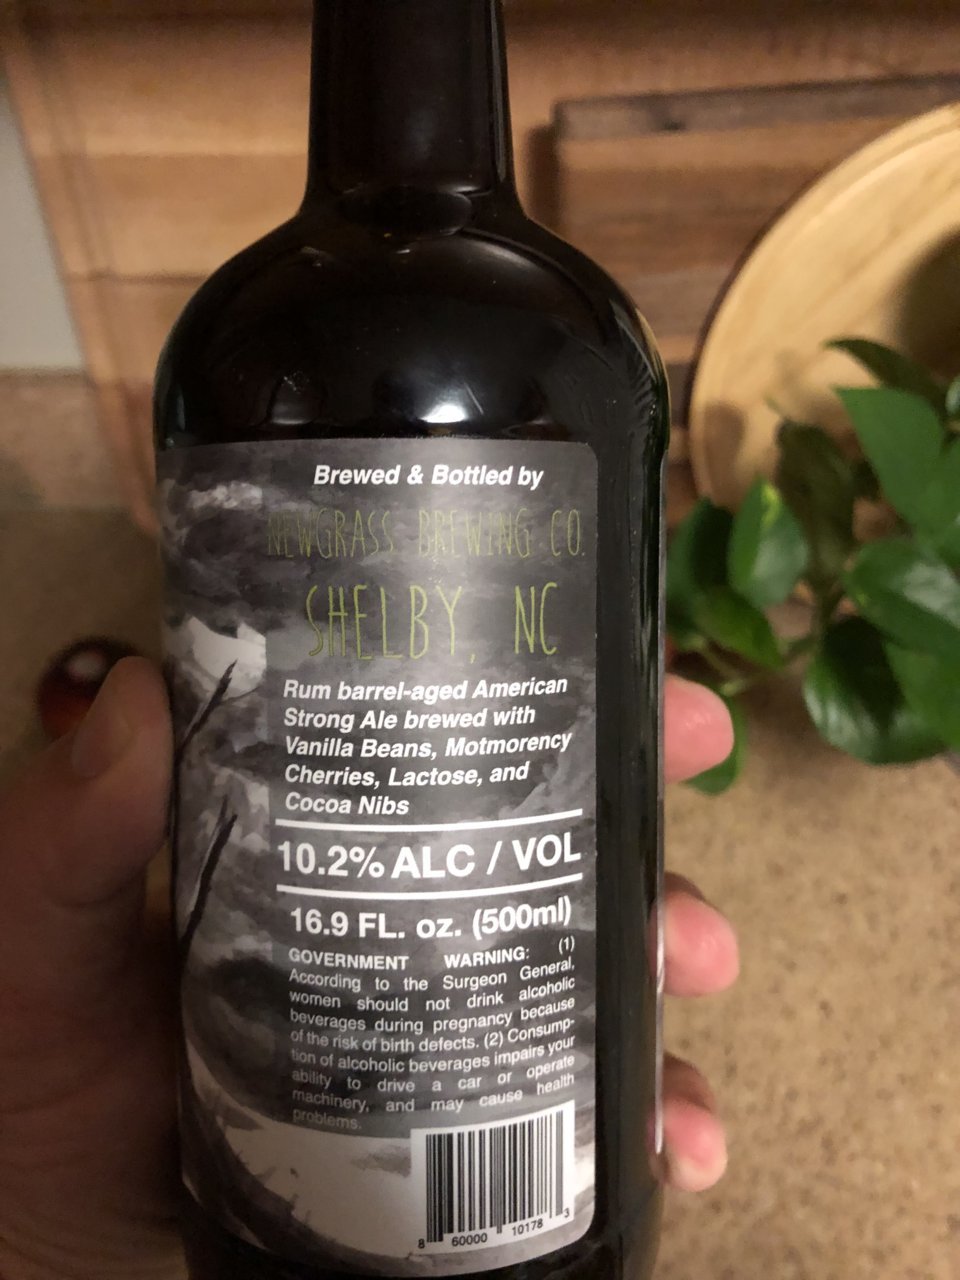 Brewed & Bottled by
NEWGRASS BREWING CO.
SHELBY, NC
Rum barrel-aged American
Strong Ale brewed with
Vanilla Beans, Motmorency
Cherries, Lactose, and
Cocoa Nibs
10.2% ALC / VOL
16.9 FL. oz. (500ml)
GOVERNMENT WARNING: (1)
According to the Surgeon General,
women should not drink alcoholic
beverages during pregnancy because
of the risk of birth defects. (2) Consump-
tion of alcoholic beverages impairs your
ability to drive a car or operate
machinery, and may cause health
problems.
8 60000 10178 3